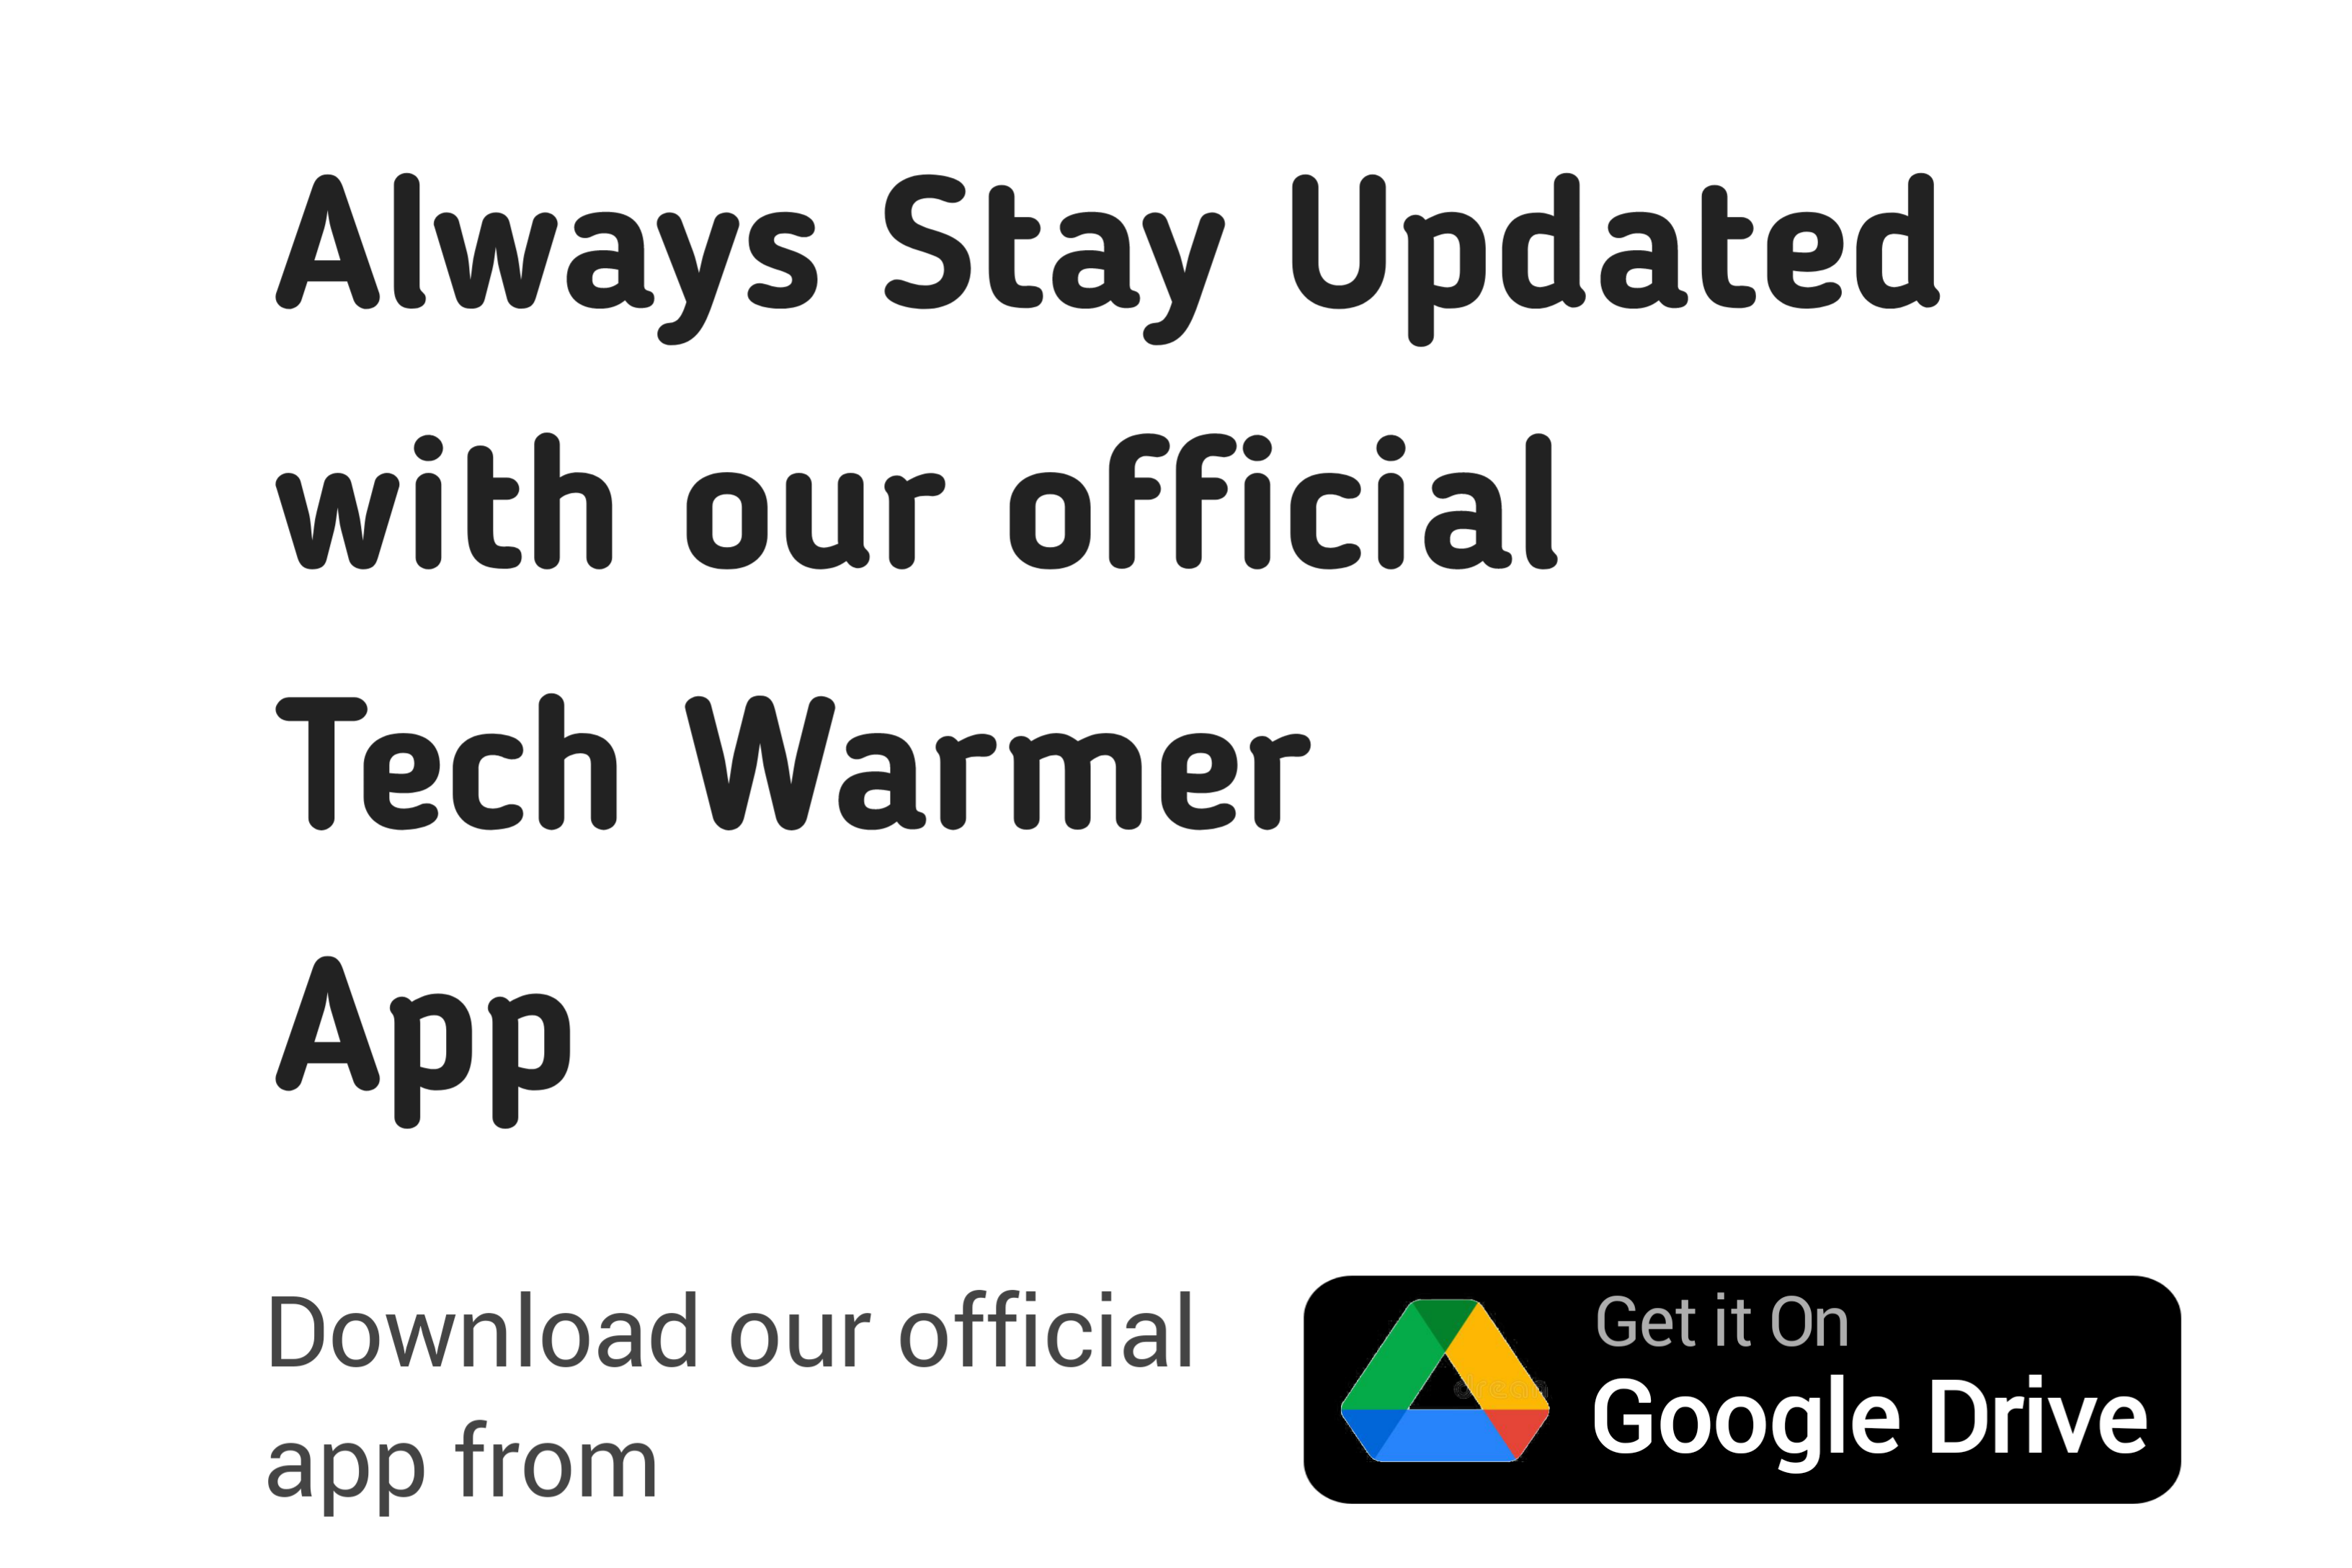 Always Stay Updated
with our official
Tech Warmer
App
Download our official
app from
Get it On
Google Drive